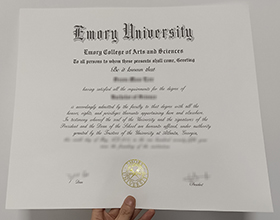 Emory University
Emory College of Arts and Sciences
To all persons to whom these presents shall come, Greeting
Be it known that
having satisfied all the requirements for the degree of
is accordingly admitted by the faculty to that degree with all the
honors, rights, and privileges thereunto appertaining here and elsewhere.
In testimony whereof the seal of the University and the signatures of the
President and the Dean of the School are hereunto affixed, under authority
granted by the Trustees of the University at Atlanta, Georgia,
Dean
President